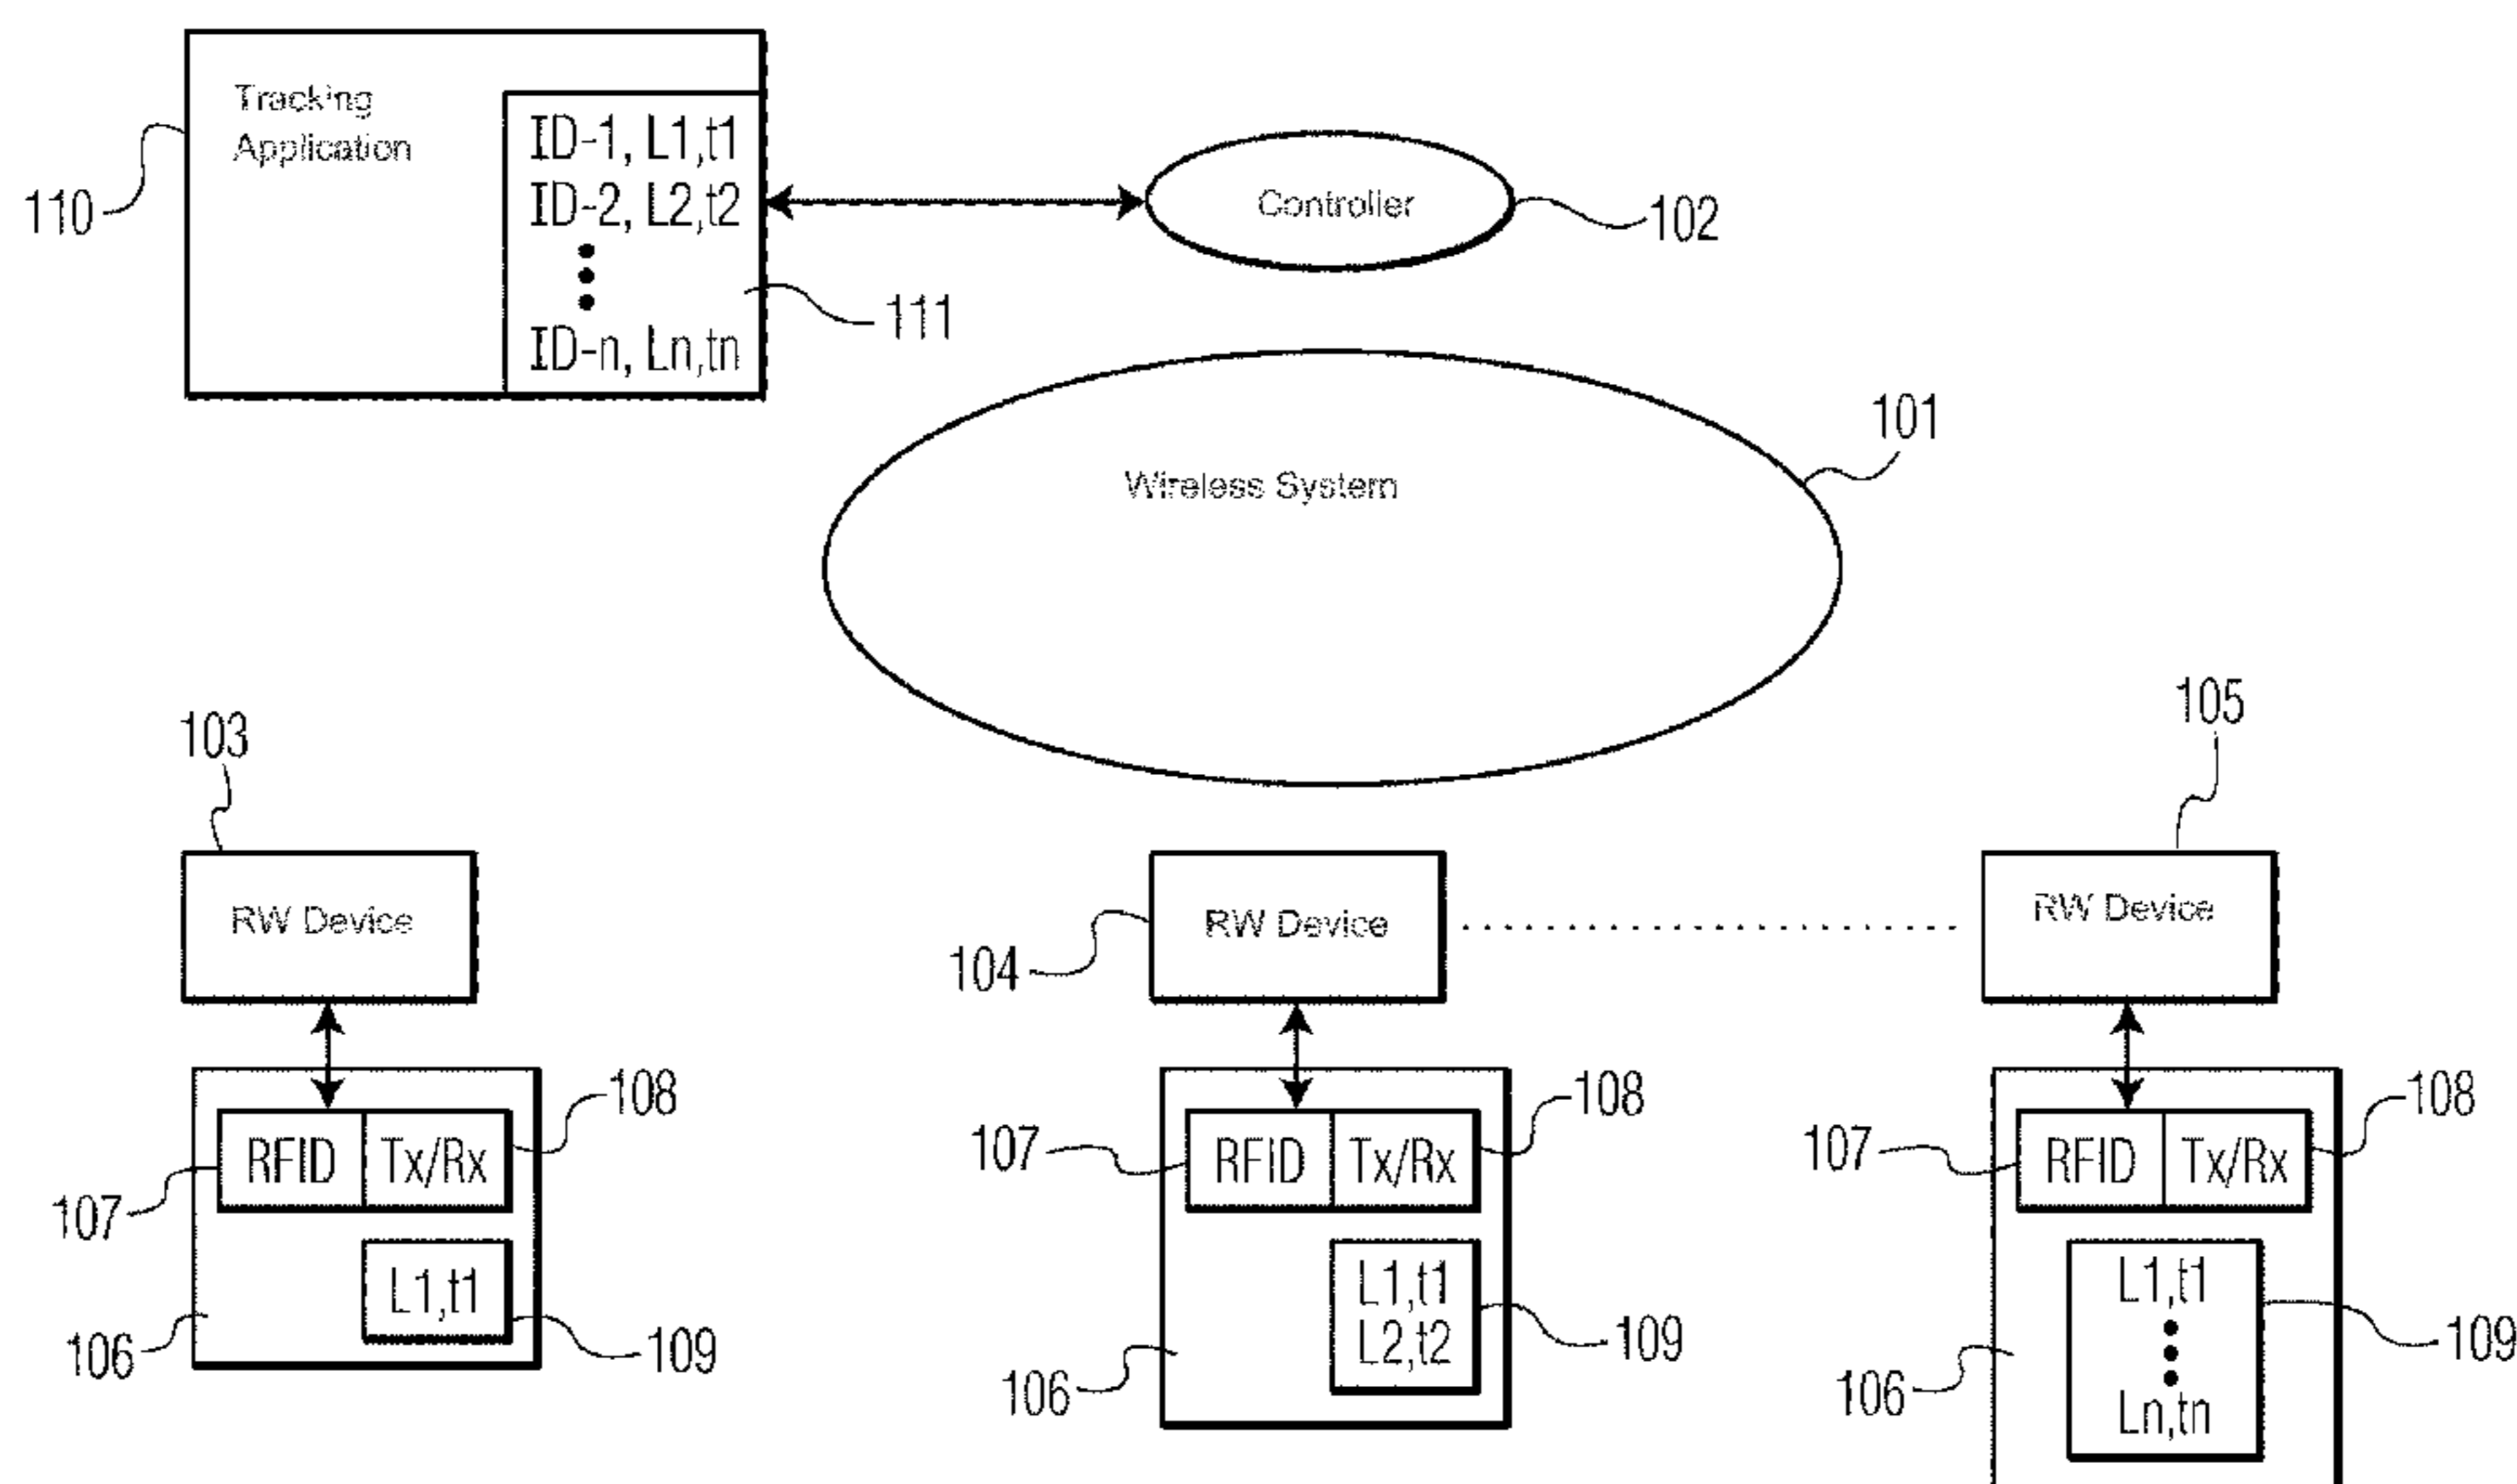 Tracking
Application
ID-1, L1,t1
ID-2, L2,t2
ID-n, Ln,tn
110
111
Controller
102
Wireless System
101
103
105
RW Device
RW Device
RW Device
104
RFID
Tx/Rx
108
107
L1,t1
106
109
RFID
Tx/Rx
108
107
L1,t1
L2,t2
106
109
RFID
Tx/Rx
108
107
L1,t1
Ln,tn
106
109